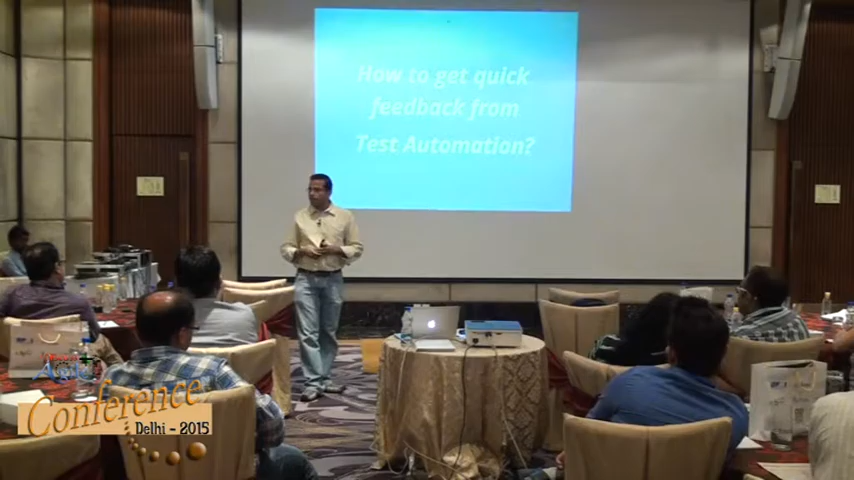 How to get quick
feedback from
Test Automation?
Agile
Conference
Delhi - 2015